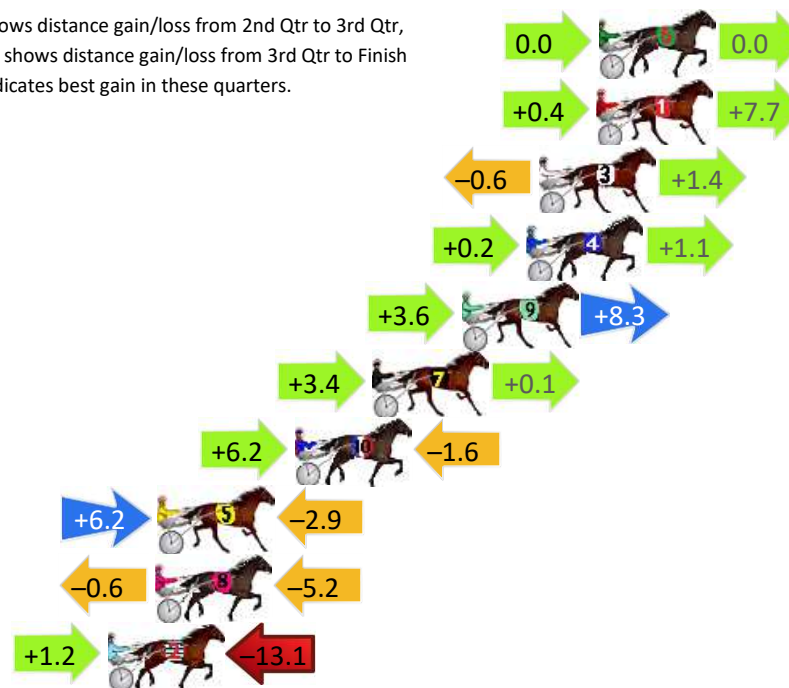 ows distance gain/loss from 2nd Qtr to 3rd Qtr,
shows distance gain/loss from 3rd Qtr to Finish
dicates best gain in these quarters.
0.0 6 0.0
+0.4 1 +7.7
–0.6 3 +1.4
+0.2 4 +1.1
+3.6 9 +8.3
+3.4 7 +0.1
+6.2 10 –1.6
+6.2 5 –2.9
–0.6 8 –5.2
+1.2 2 –13.1